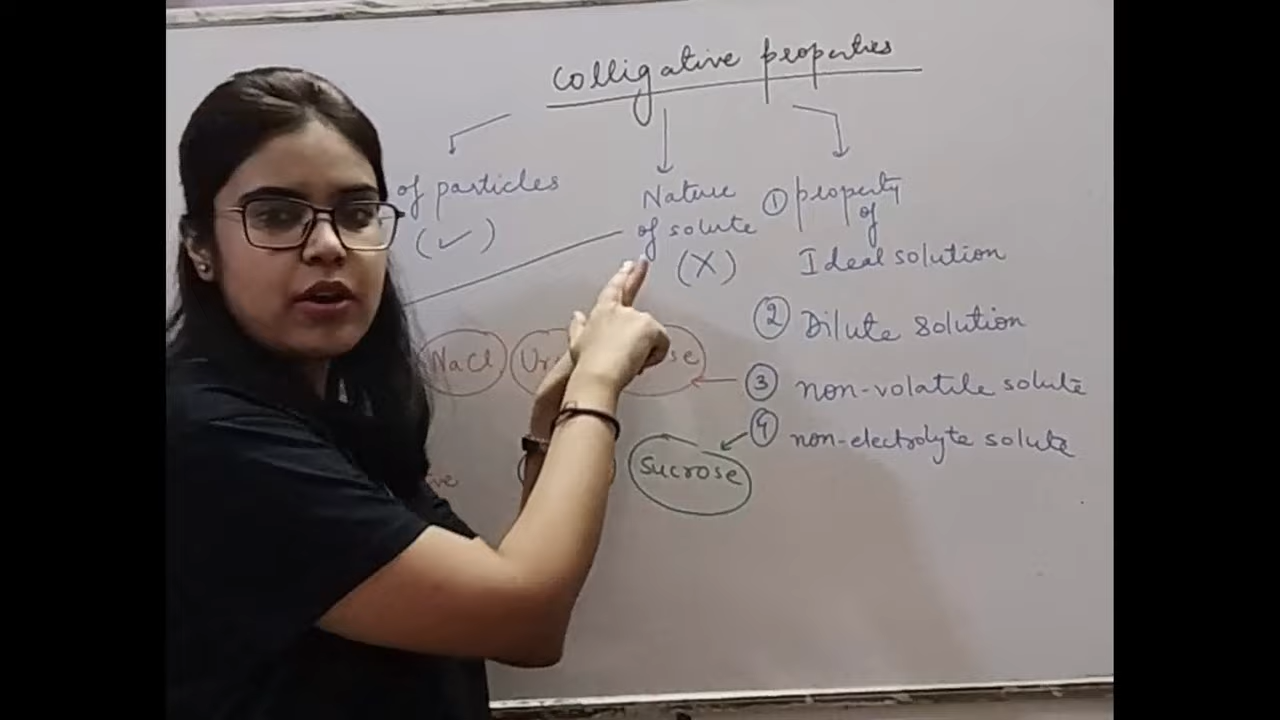 Colligative properties
of particles
(✓)
Nature
of solute
(X)
① property
of
Ideal solution
② Dilute solution
③ non-volatile solute
④ non-electrolyte solute
NaCl
Sucrose